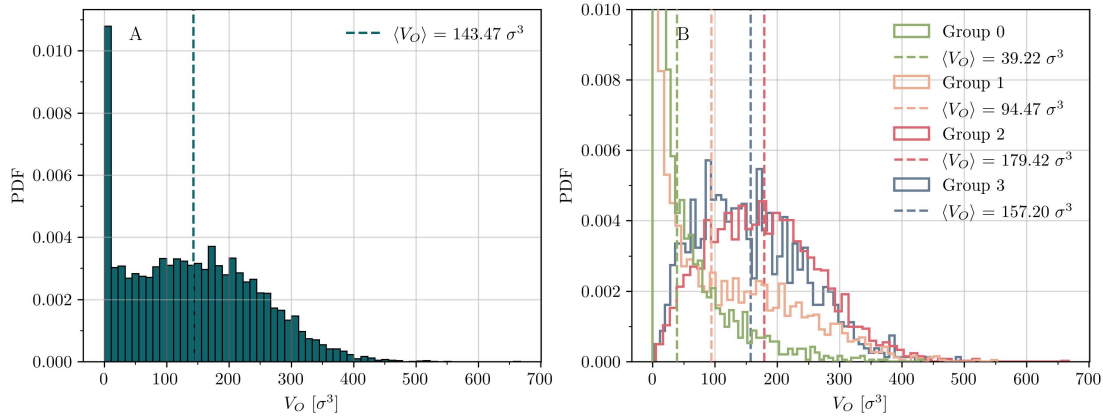 A
⟨V_O⟩ = 143.47 σ³
PDF
0.010
0.008
0.006
0.004
0.002
0.000
0 100 200 300 400 500 600 700
V_O [σ³]
B
Group 0
⟨V_O⟩ = 39.22 σ³
Group 1
⟨V_O⟩ = 94.47 σ³
Group 2
⟨V_O⟩ = 179.42 σ³
Group 3
⟨V_O⟩ = 157.20 σ³
PDF
0.010
0.008
0.006
0.004
0.002
0.000
0 100 200 300 400 500 600 700
V_O [σ³]